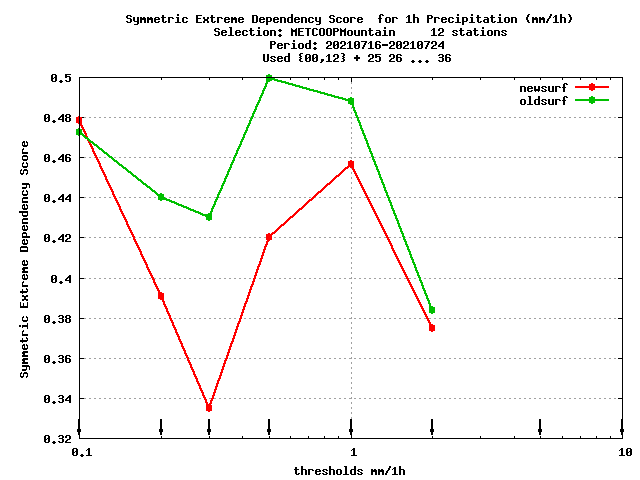 Symmetric Extreme Dependency Score  for 1h Precipitation (mm/1h)
Selection: METCOOPMountain     12 stations
Period: 20210716-20210724
Used {00,12} + 25 26 ... 36
newsurf
oldsurf
Symmetric Extreme Dependency Score
0.5
0.48
0.46
0.44
0.42
0.4
0.38
0.36
0.34
0.32
0.1
1
10
thresholds mm/1h